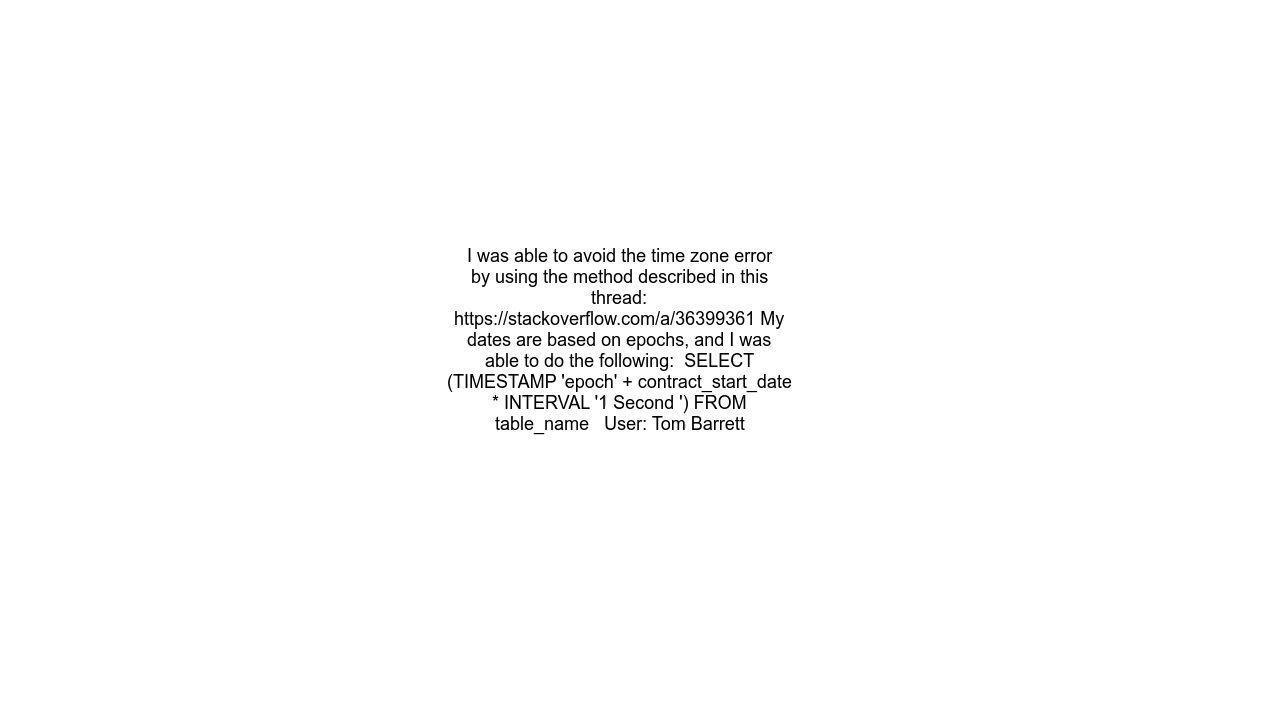 I was able to avoid the time zone error
by using the method described in this
thread:
https://stackoverflow.com/a/36399361 My
dates are based on epochs, and I was
able to do the following:  SELECT
(TIMESTAMP 'epoch' + contract_start_date
* INTERVAL '1 Second ') FROM
table_name   User: Tom Barrett